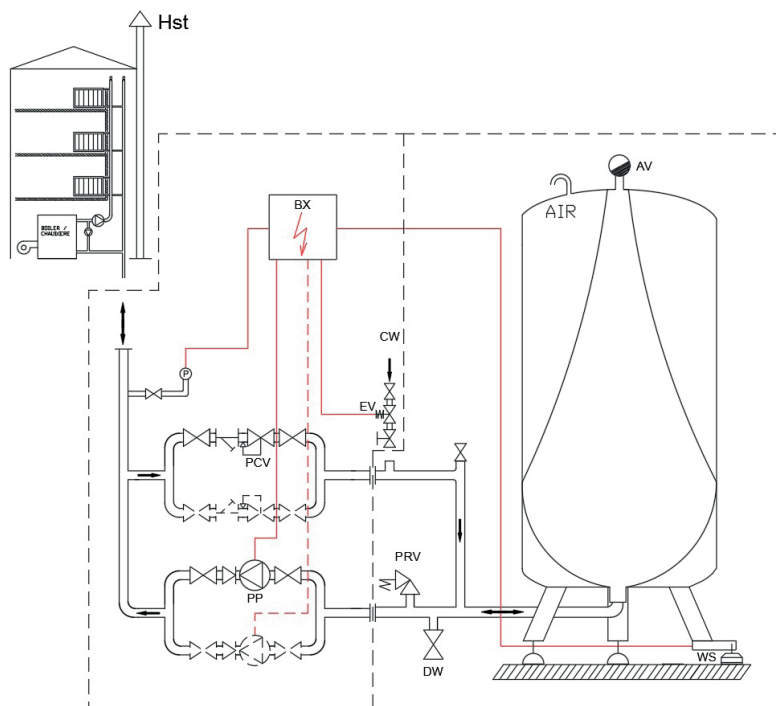 Hst
BOILER /
CHAUDIERE
BX
AV
AIR
CW
P
EV
PCV
PRV
PP
WS
DW